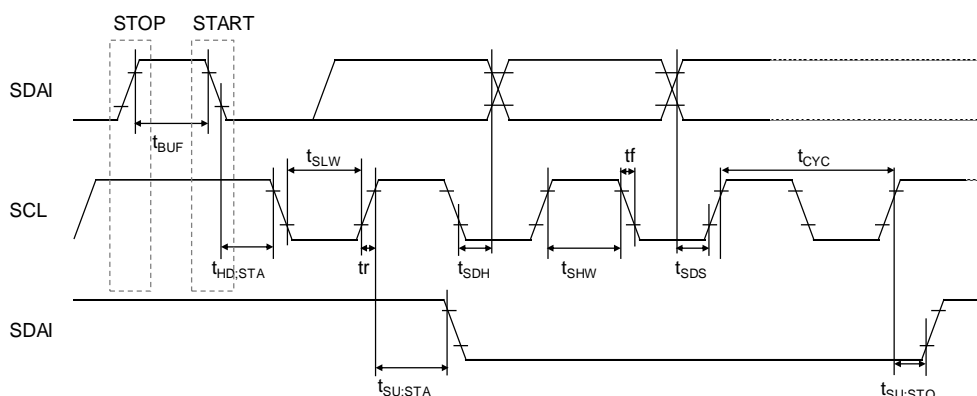 STOP START
SDAI
tBUF
tSLW
tf
tCYC
SCL
tHD;STA
tr
tSDH
tSHW
tSDS
SDAI
tSU;STA
tSU;STO